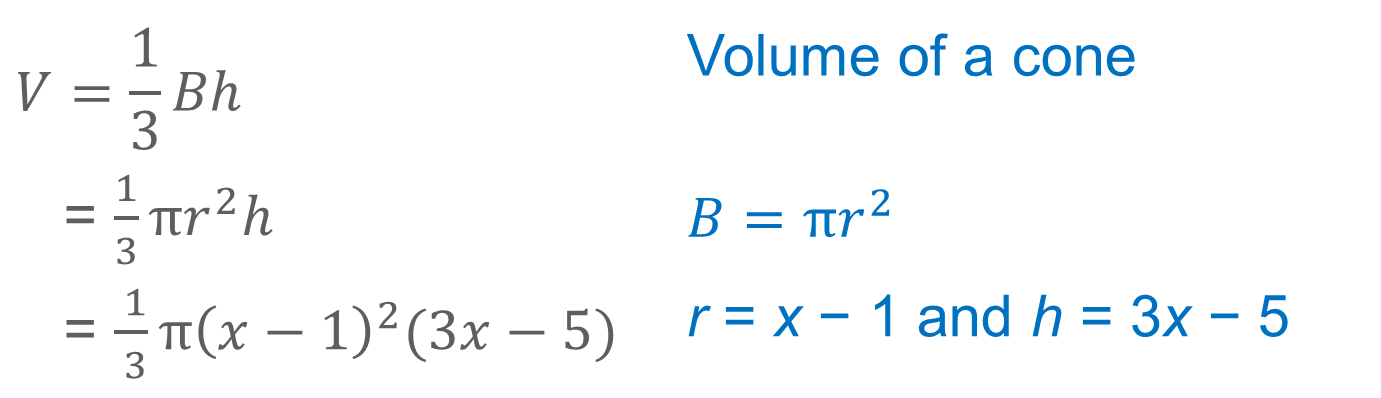 V = 1/3 Bh Volume of a cone
= 1/3 πr² h B = πr²
= 1/3 π(x − 1)²(3x − 5) r = x − 1 and h = 3x − 5